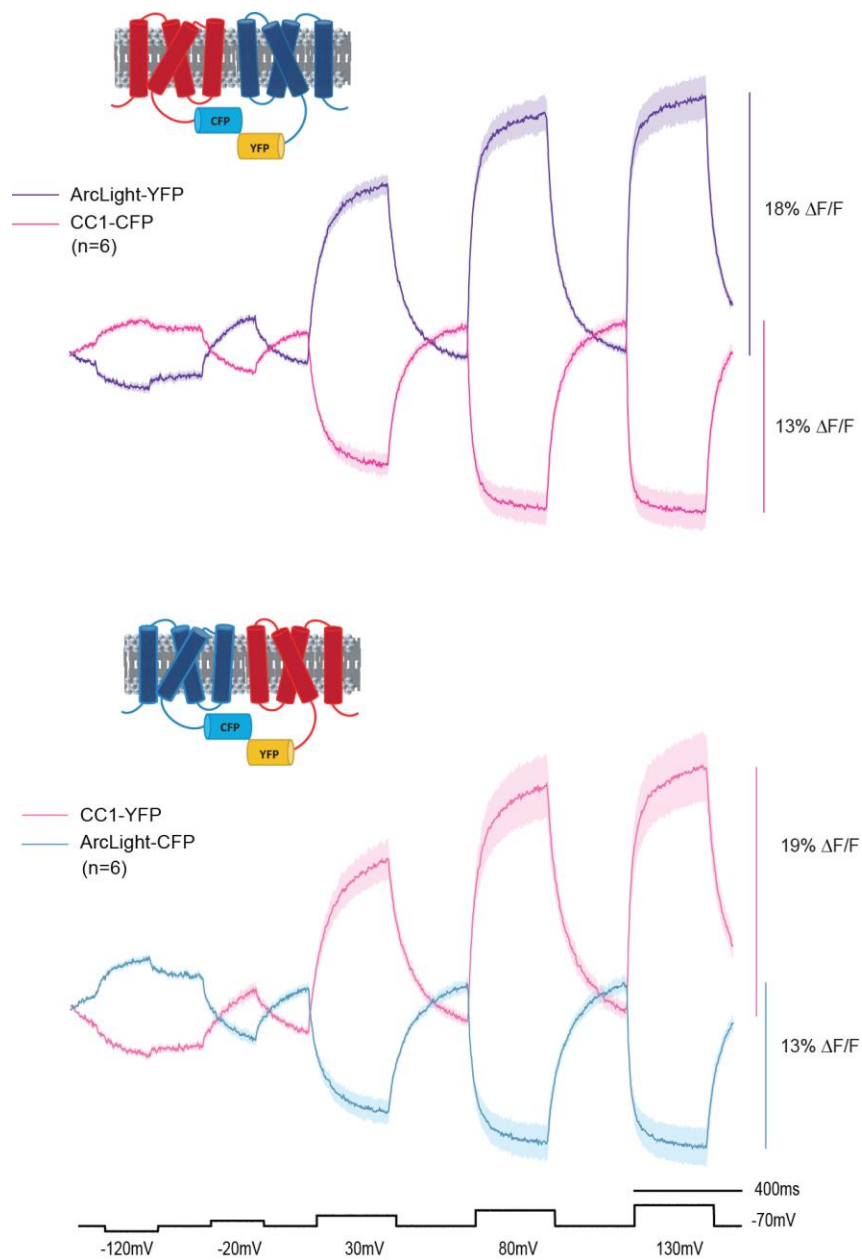 CFP
YFP
ArcLight-YFP
CC1-CFP
(n=6)
18% ΔF/F
13% ΔF/F
CFP
YFP
CC1-YFP
ArcLight-CFP
(n=6)
19% ΔF/F
13% ΔF/F
400ms
-70mV
-120mV
-20mV
30mV
80mV
130mV